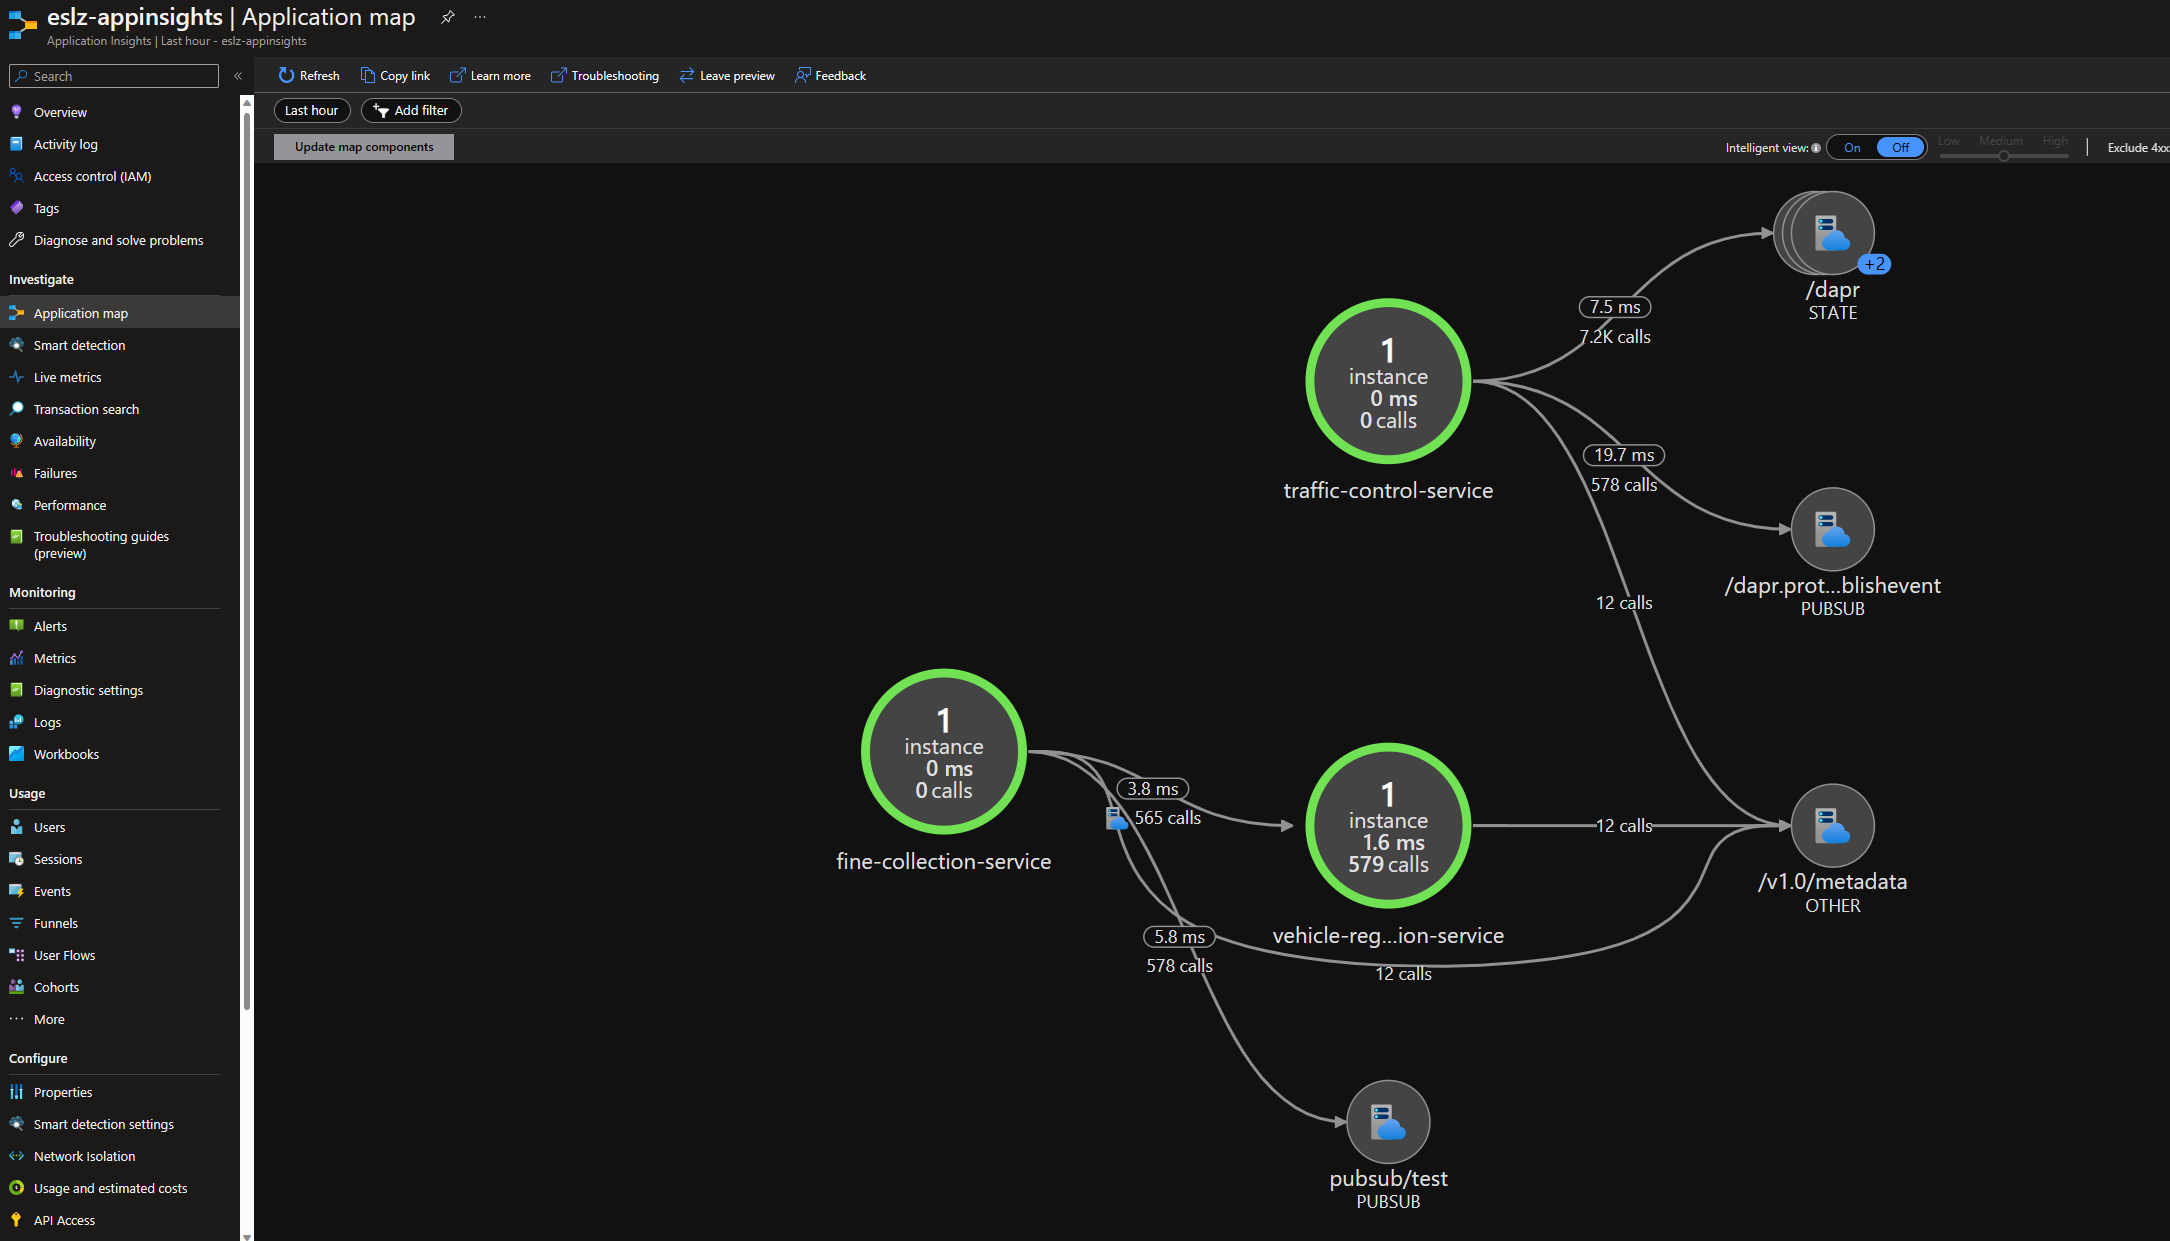 eslz-appinsights | Application map
Application Insights | Last hour - eslz-appinsights
Search
Refresh
Copy link
Learn more
Troubleshooting
Leave preview
Feedback
Last hour
Add filter
Update map components
Intelligent view:
On
Off
Low
Medium
High
Exclude 4xx
Overview
Activity log
Access control (IAM)
Tags
Diagnose and solve problems
Investigate
Application map
Smart detection
Live metrics
Transaction search
Availability
Failures
Performance
Troubleshooting guides
(preview)
Monitoring
Alerts
Metrics
Diagnostic settings
Logs
Workbooks
Usage
Users
Sessions
Events
Funnels
User Flows
Cohorts
More
Configure
Properties
Smart detection settings
Network Isolation
Usage and estimated costs
API Access
+2
/dapr
STATE
7.5 ms
7.2K calls
1
instance
0 ms
0 calls
traffic-control-service
19.7 ms
578 calls
/dapr.prot...blishevent
PUBSUB
12 calls
1
instance
0 ms
0 calls
fine-collection-service
3.8 ms
565 calls
1
instance
1.6 ms
579 calls
vehicle-reg...ion-service
12 calls
/v1.0/metadata
OTHER
5.8 ms
578 calls
12 calls
pubsub/test
PUBSUB